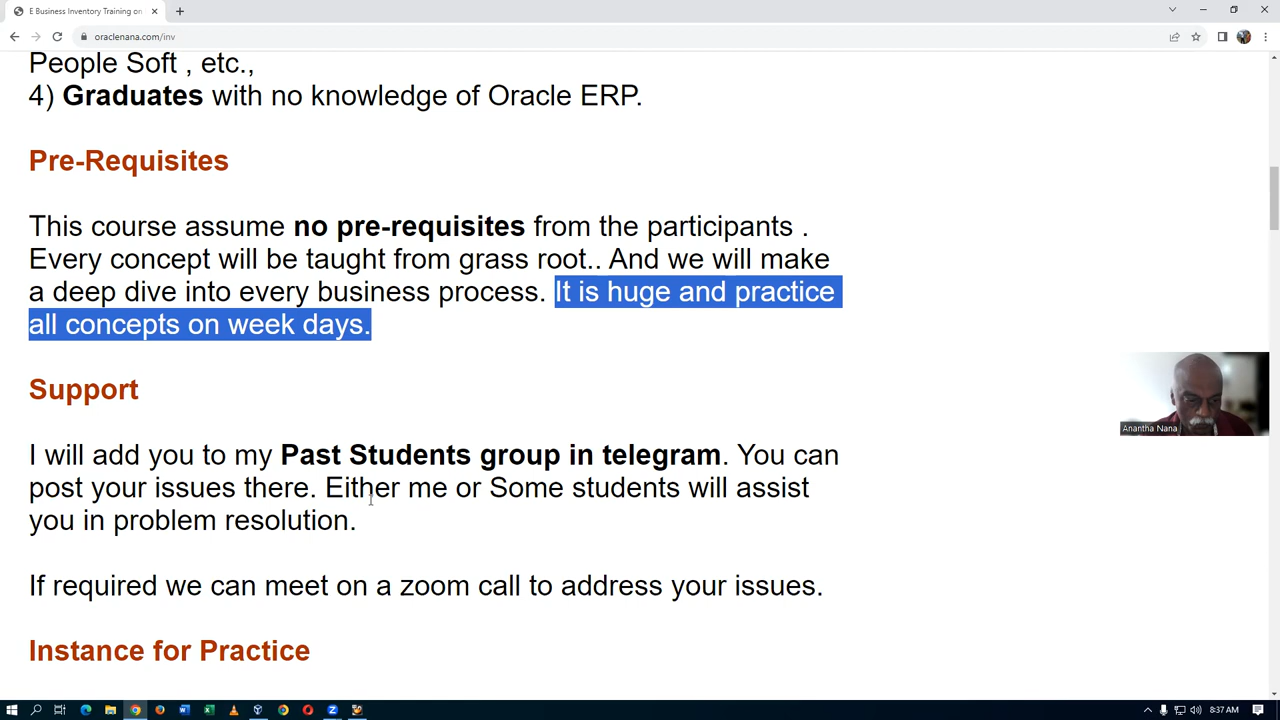 E Business Inventory Training on
oraclenana.com/inv
People Soft , etc.,
4) Graduates with no knowledge of Oracle ERP.
Pre-Requisites
This course assume no pre-requisites from the participants .
Every concept will be taught from grass root.. And we will make
a deep dive into every business process. It is huge and practice
all concepts on week days.
Support
Anantha Nana
I will add you to my Past Students group in telegram. You can
post your issues there. Either me or Some students will assist
you in problem resolution.
If required we can meet on a zoom call to address your issues.
Instance for Practice
8:37 AM